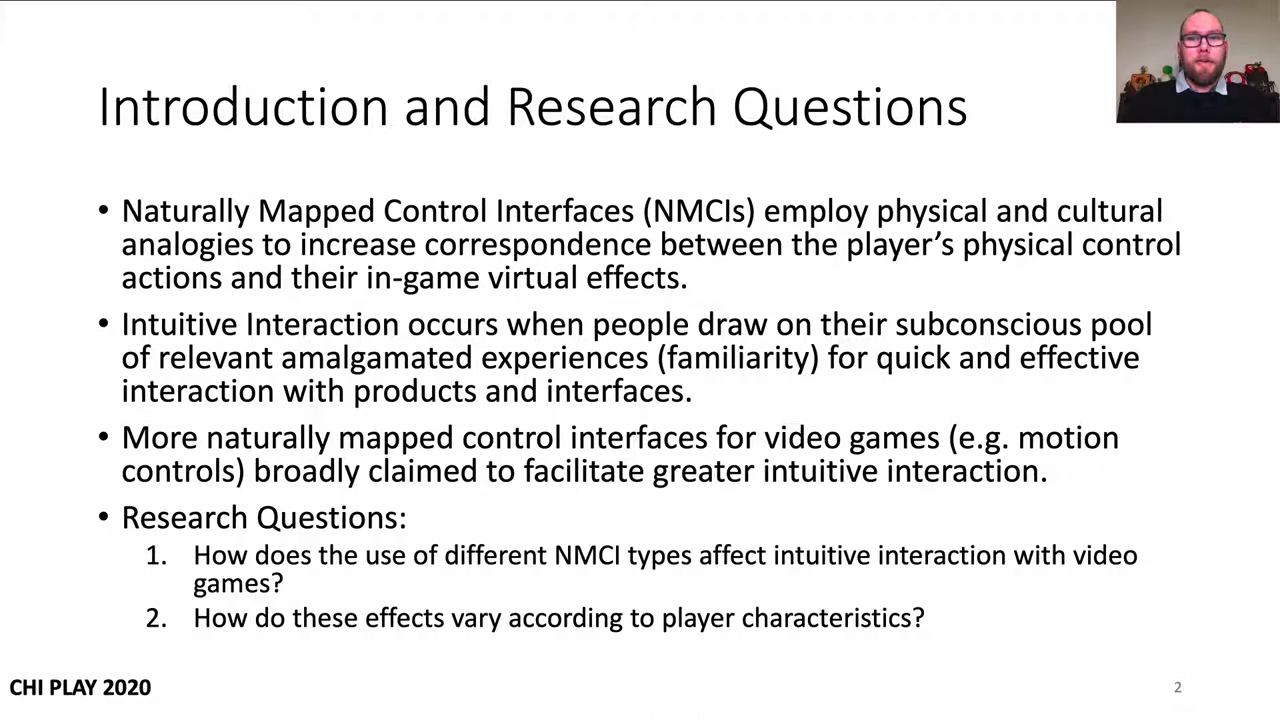 Introduction and Research Questions
• Naturally Mapped Control Interfaces (NMCIs) employ physical and cultural
analogies to increase correspondence between the player's physical control
actions and their in-game virtual effects.
• Intuitive Interaction occurs when people draw on their subconscious pool
of relevant amalgamated experiences (familiarity) for quick and effective
interaction with products and interfaces.
• More naturally mapped control interfaces for video games (e.g. motion
controls) broadly claimed to facilitate greater intuitive interaction.
• Research Questions:
1. How does the use of different NMCI types affect intuitive interaction with video
games?
2. How do these effects vary according to player characteristics?
CHI PLAY 2020
2